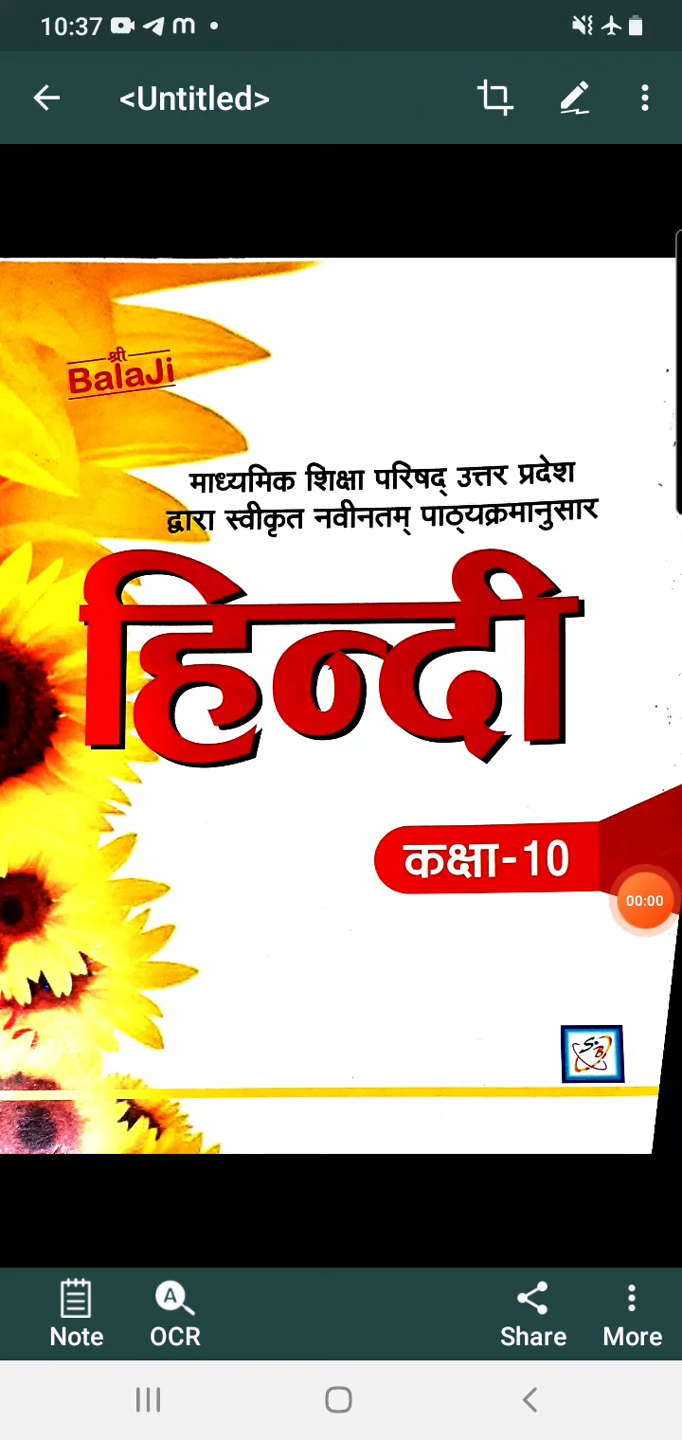 10:37
<Untitled>
श्री
BalaJi
माध्यमिक शिक्षा परिषद् उत्तर प्रदेश
द्वारा स्वीकृत नवीनतम् पाठ्यक्रमानुसार
हिन्दी
कक्षा-10
00:00
S.B
Note
OCR
Share
More